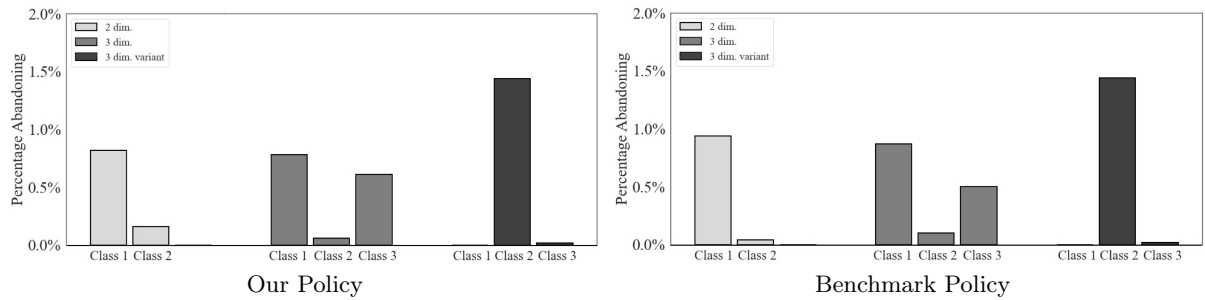 2.0%
1.5%
1.0%
0.5%
0.0%
Percentage Abandoning
2 dim.
3 dim.
3 dim. variant
Class 1 Class 2 Class 1 Class 2 Class 3 Class 1 Class 2 Class 3
Our Policy
2.0%
1.5%
1.0%
0.5%
0.0%
Percentage Abandoning
2 dim.
3 dim.
3 dim. variant
Class 1 Class 2 Class 1 Class 2 Class 3 Class 1 Class 2 Class 3
Benchmark Policy